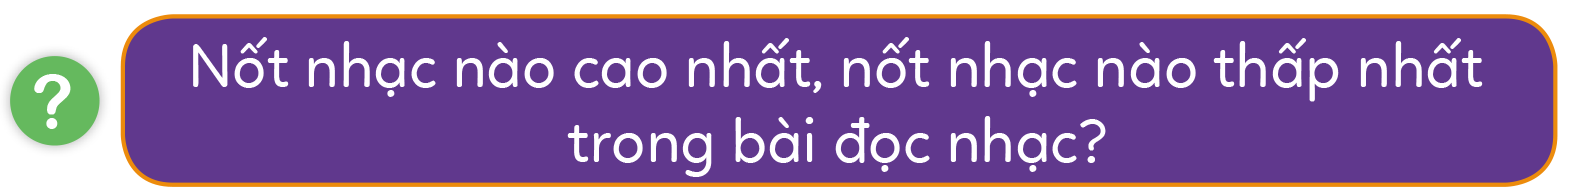 ?
Nốt nhạc nào cao nhất, nốt nhạc nào thấp nhất
trong bài đọc nhạc?